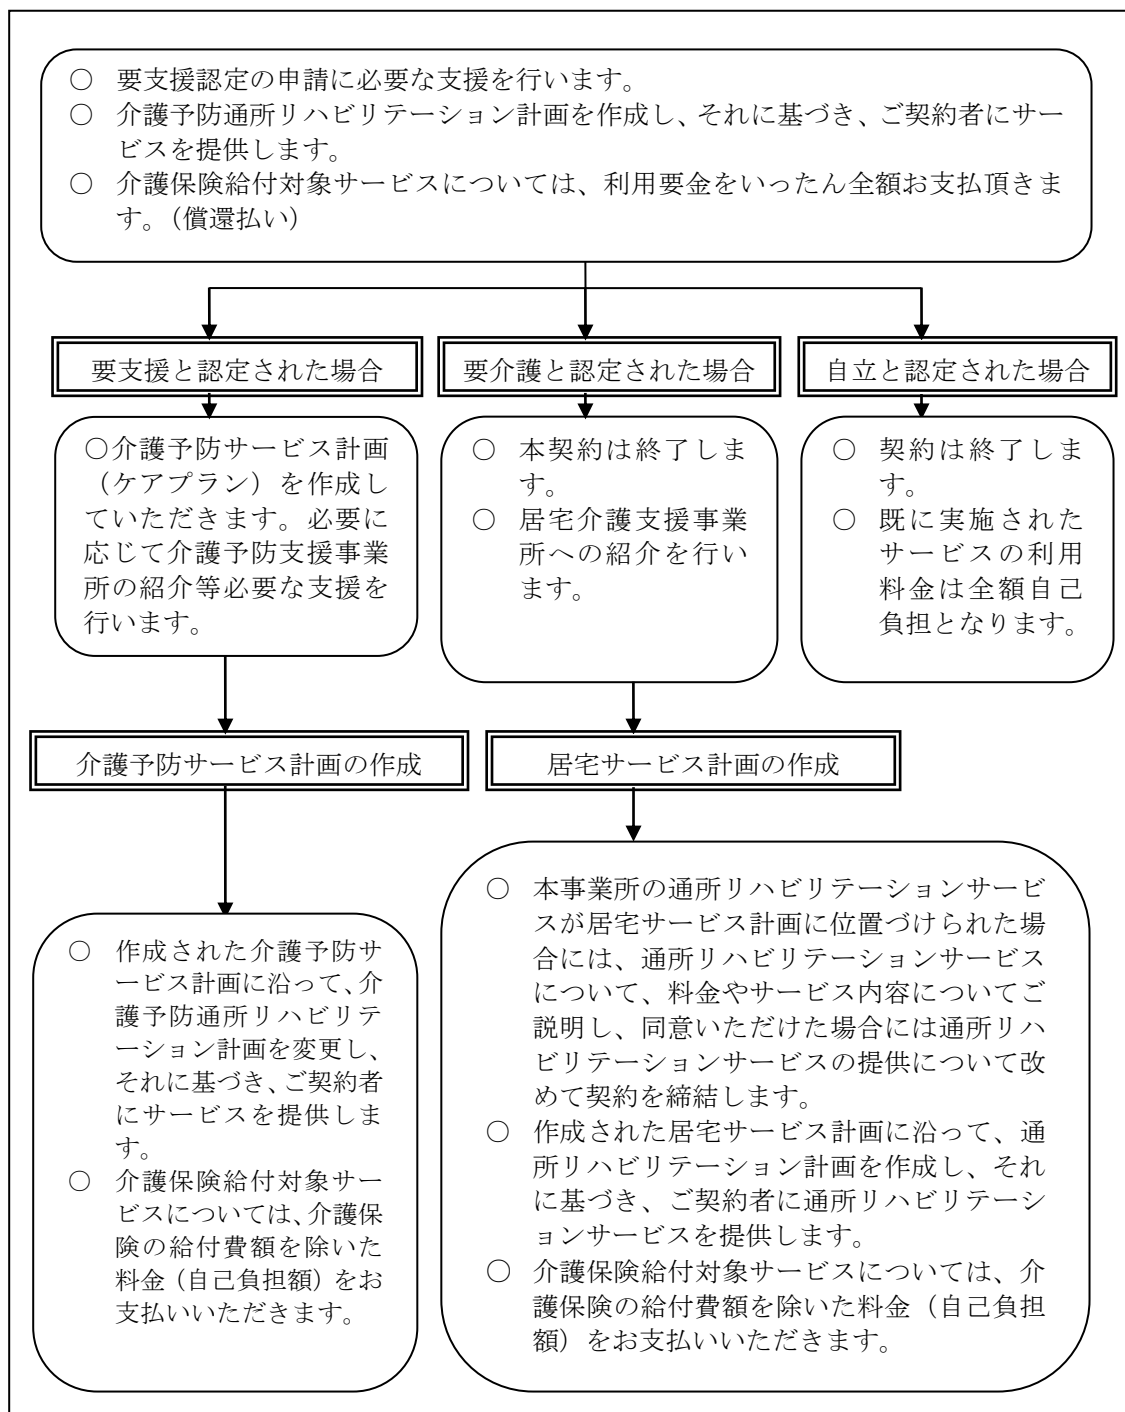 ○ 要支援認定の申請に必要な支援を行います。
○ 介護予防通所リハビリテーション計画を作成し、それに基づき、ご契約者にサー
ビスを提供します。
○ 介護保険給付対象サービスについては、利用要金をいったん全額お支払頂きま
す。（償還払い）
要支援と認定された場合
要介護と認定された場合
自立と認定された場合
○介護予防サービス計画
（ケアプラン）を作成し
ていただきます。必要に
応じて介護予防支援事業
所の紹介等必要な支援を
行います。
○ 本契約は終了しま
す。
○ 居宅介護支援事業
所への紹介を行い
ます。
○ 契約は終了しま
す。
○ 既に実施された
サービスの利用
料金は全額自己
負担となります。
介護予防サービス計画の作成
居宅サービス計画の作成
○ 作成された介護予防サ
ービス計画に沿って、介
護予防通所リハビリテ
ーション計画を変更し、
それに基づき、ご契約者
にサービスを提供しま
す。
○ 介護保険給付対象サー
ビスについては、介護保
険の給付費額を除いた
料金（自己負担額）をお
支払いいただきます。
○ 本事業所の通所リハビリテーションサービ
スが居宅サービス計画に位置づけられた場
合には、通所リハビリテーションサービス
について、料金やサービス内容についてご
説明し、同意いただけた場合には通所リハ
ビリテーションサービスの提供について改
めて契約を締結します。
○ 作成された居宅サービス計画に沿って、通
所リハビリテーション計画を作成し、それ
に基づき、ご契約者に通所リハビリテーシ
ョンサービスを提供します。
○ 介護保険給付対象サービスについては、介
護保険の給付費額を除いた料金（自己負担
額）をお支払いいただきます。